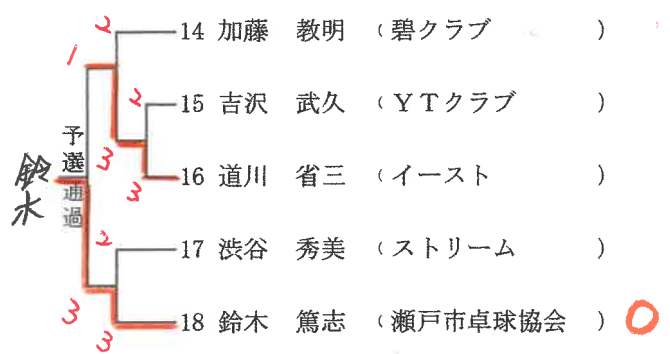 2
14 加藤 教明 (碧クラブ)
1
2
15 吉沢 武久 (YTクラブ)
予選通過
鈴木
3
16 道川 省三 (イースト)
3
2
17 渋谷 秀美 (ストリーム)
3
18 鈴木 篤志 (瀬戸市卓球協会)
3